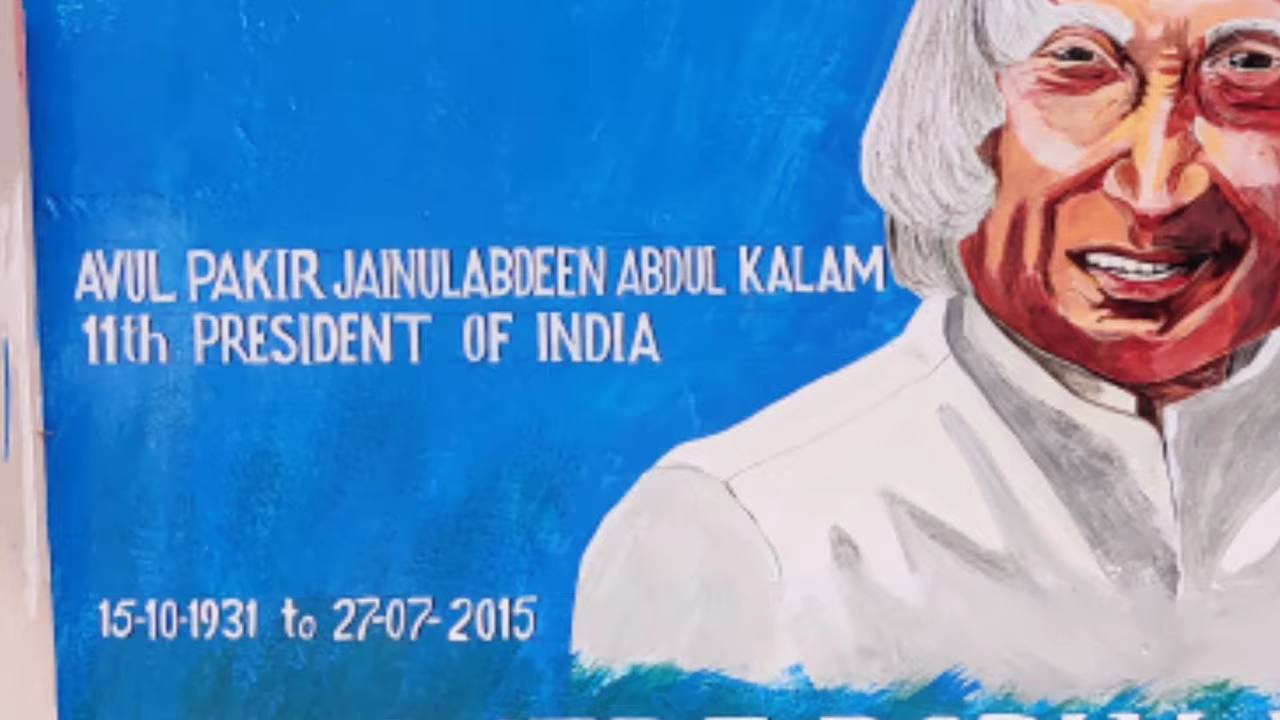 AVUL PAKIR JAINULABDEEN ABDUL KALAM
11th PRESIDENT OF INDIA
15-10-1931 to 27-07-2015